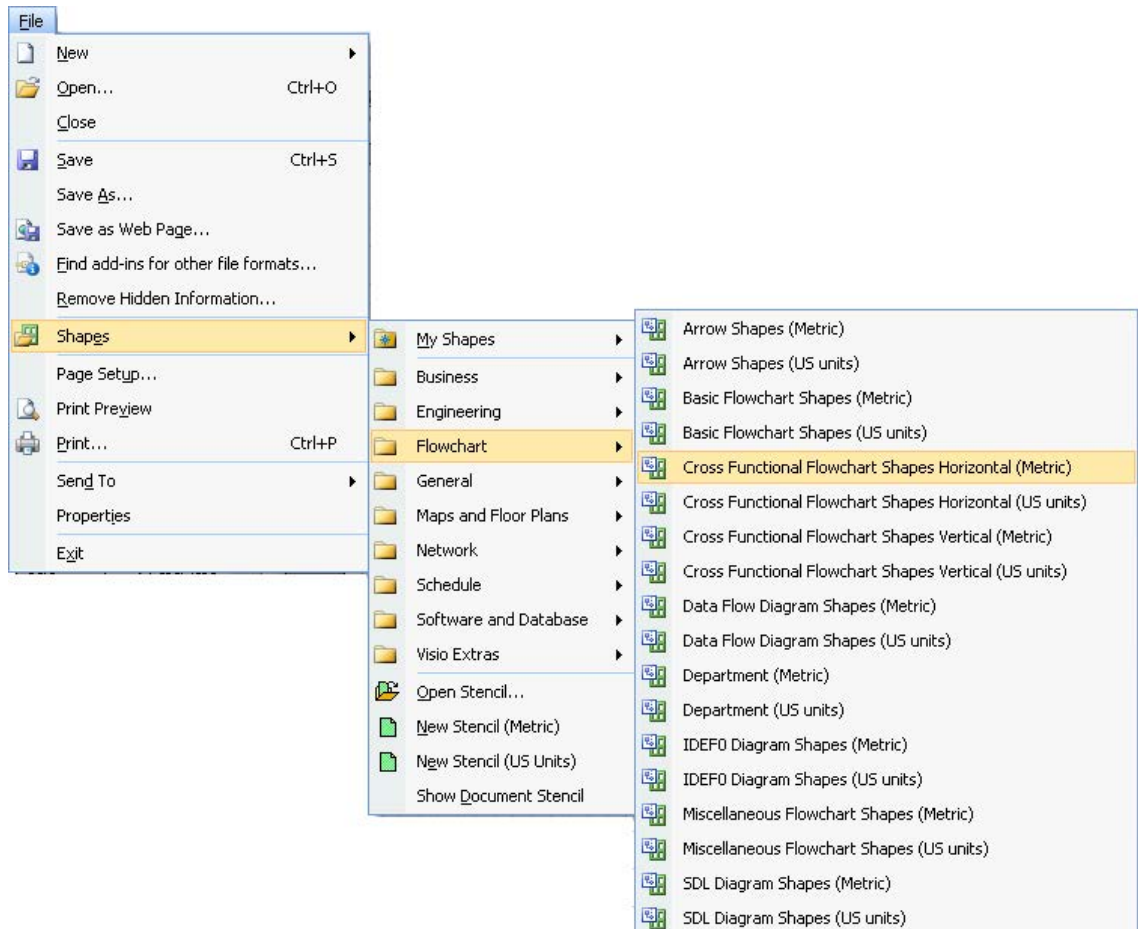 File
New
Open... Ctrl+O
Close
Save Ctrl+S
Save As...
Save as Web Page...
Find add-ins for other file formats...
Remove Hidden Information...
Shapes
Page Setup...
Print Preview
Print... Ctrl+P
Send To
Properties
Exit
My Shapes
Business
Engineering
Flowchart
General
Maps and Floor Plans
Network
Schedule
Software and Database
Visio Extras
Open Stencil...
New Stencil (Metric)
New Stencil (US Units)
Show Document Stencil
Arrow Shapes (Metric)
Arrow Shapes (US units)
Basic Flowchart Shapes (Metric)
Basic Flowchart Shapes (US units)
Cross Functional Flowchart Shapes Horizontal (Metric)
Cross Functional Flowchart Shapes Horizontal (US units)
Cross Functional Flowchart Shapes Vertical (Metric)
Cross Functional Flowchart Shapes Vertical (US units)
Data Flow Diagram Shapes (Metric)
Data Flow Diagram Shapes (US units)
Department (Metric)
Department (US units)
IDEF0 Diagram Shapes (Metric)
IDEF0 Diagram Shapes (US units)
Miscellaneous Flowchart Shapes (Metric)
Miscellaneous Flowchart Shapes (US units)
SDL Diagram Shapes (Metric)
SDL Diagram Shapes (US units)